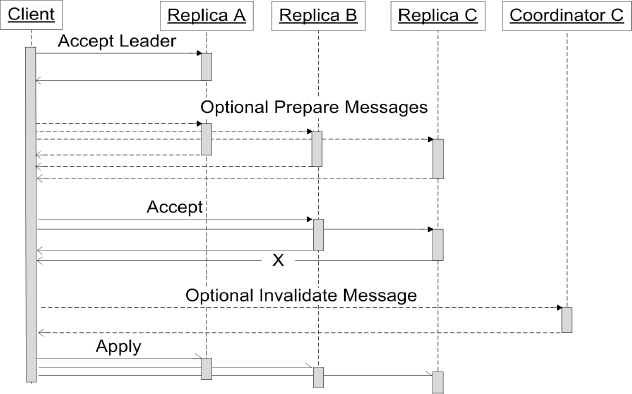 Client
Replica A
Replica B
Replica C
Coordinator C
Accept Leader
Optional Prepare Messages
Accept
X
Optional Invalidate Message
Apply